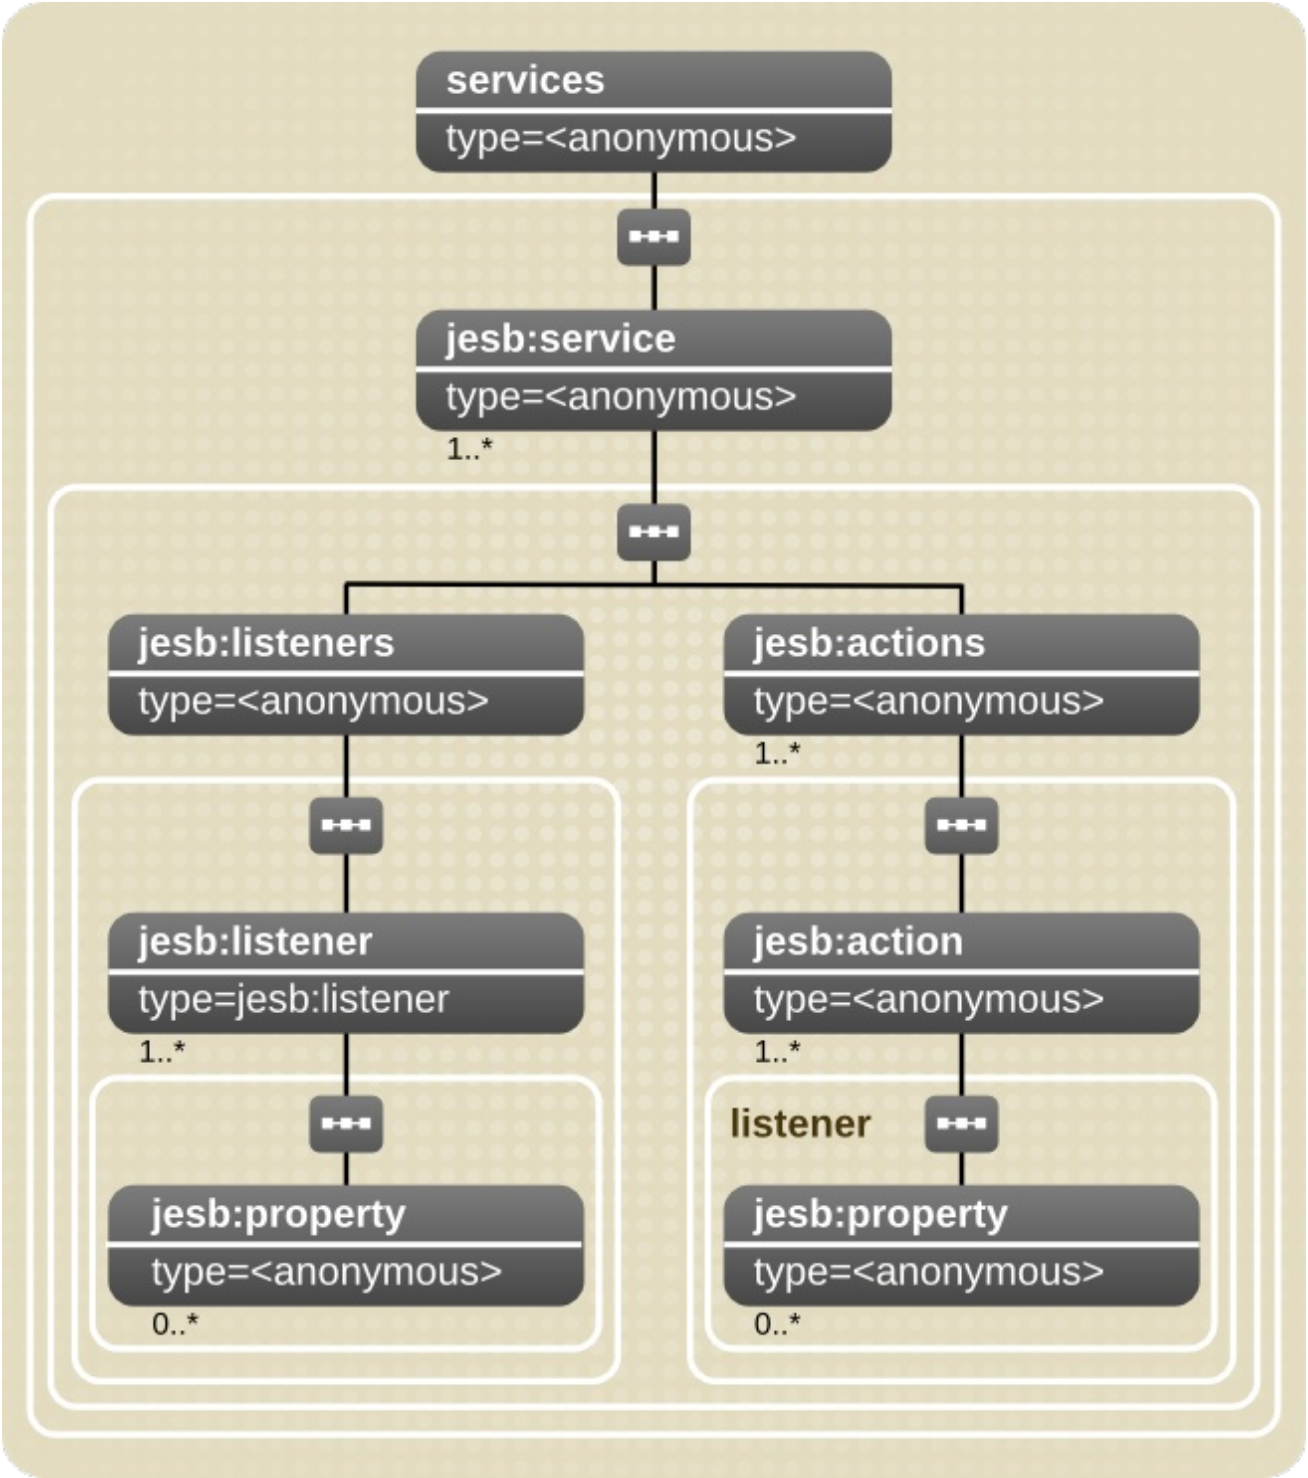 services
type=<anonymous>
jesb:service
type=<anonymous>
1..*
jesb:listeners
type=<anonymous>
jesb:actions
type=<anonymous>
1..*
jesb:listener
type=jesb:listener
1..*
jesb:action
type=<anonymous>
1..*
listener
jesb:property
type=<anonymous>
0..*
jesb:property
type=<anonymous>
0..*